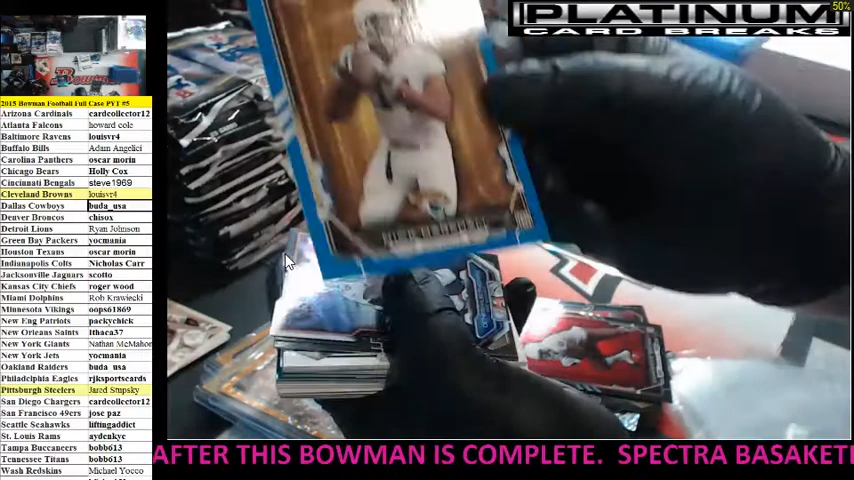 PLATINUM
CARD BREAKS
50%
2015 Bowman Football Full Case PYT #5
Arizona Cardinals cardcollector12
Atlanta Falcons howard cole
Baltimore Ravens louisvr4
Buffalo Bills Adam Angelici
Carolina Panthers oscar morin
Chicago Bears Holly Cox
Cincinnati Bengals steve1969
Cleveland Browns louisvr4
Dallas Cowboys buda_usa
Denver Broncos chisox
Detroit Lions Ryan Johnson
Green Bay Packers yocmania
Houston Texans oscar morin
Indianapolis Colts Nicholas Carr
Jacksonville Jaguars scotto
Kansas City Chiefs roger wood
Miami Dolphins Rob Krawiecki
Minnesota Vikings oops61869
New Eng Patriots packychick
New Orleans Saints Ithaca37
New York Giants Nathan McMahon
New York Jets yocmania
Oakland Raiders buda_usa
Philadelphia Eagles rjksportscards
Pittsburgh Steelers Jared Stupsky
San Diego Chargers cardcollector12
San Francisco 49ers jose paz
Seattle Seahawks liftingaddict
St. Louis Rams aydenkye
Tampa Buccaneers bobb613
Tennessee Titans bobb613
Wash Redskins Michael Yocco
AFTER THIS BOWMAN IS COMPLETE. SPECTRA BASAKETB